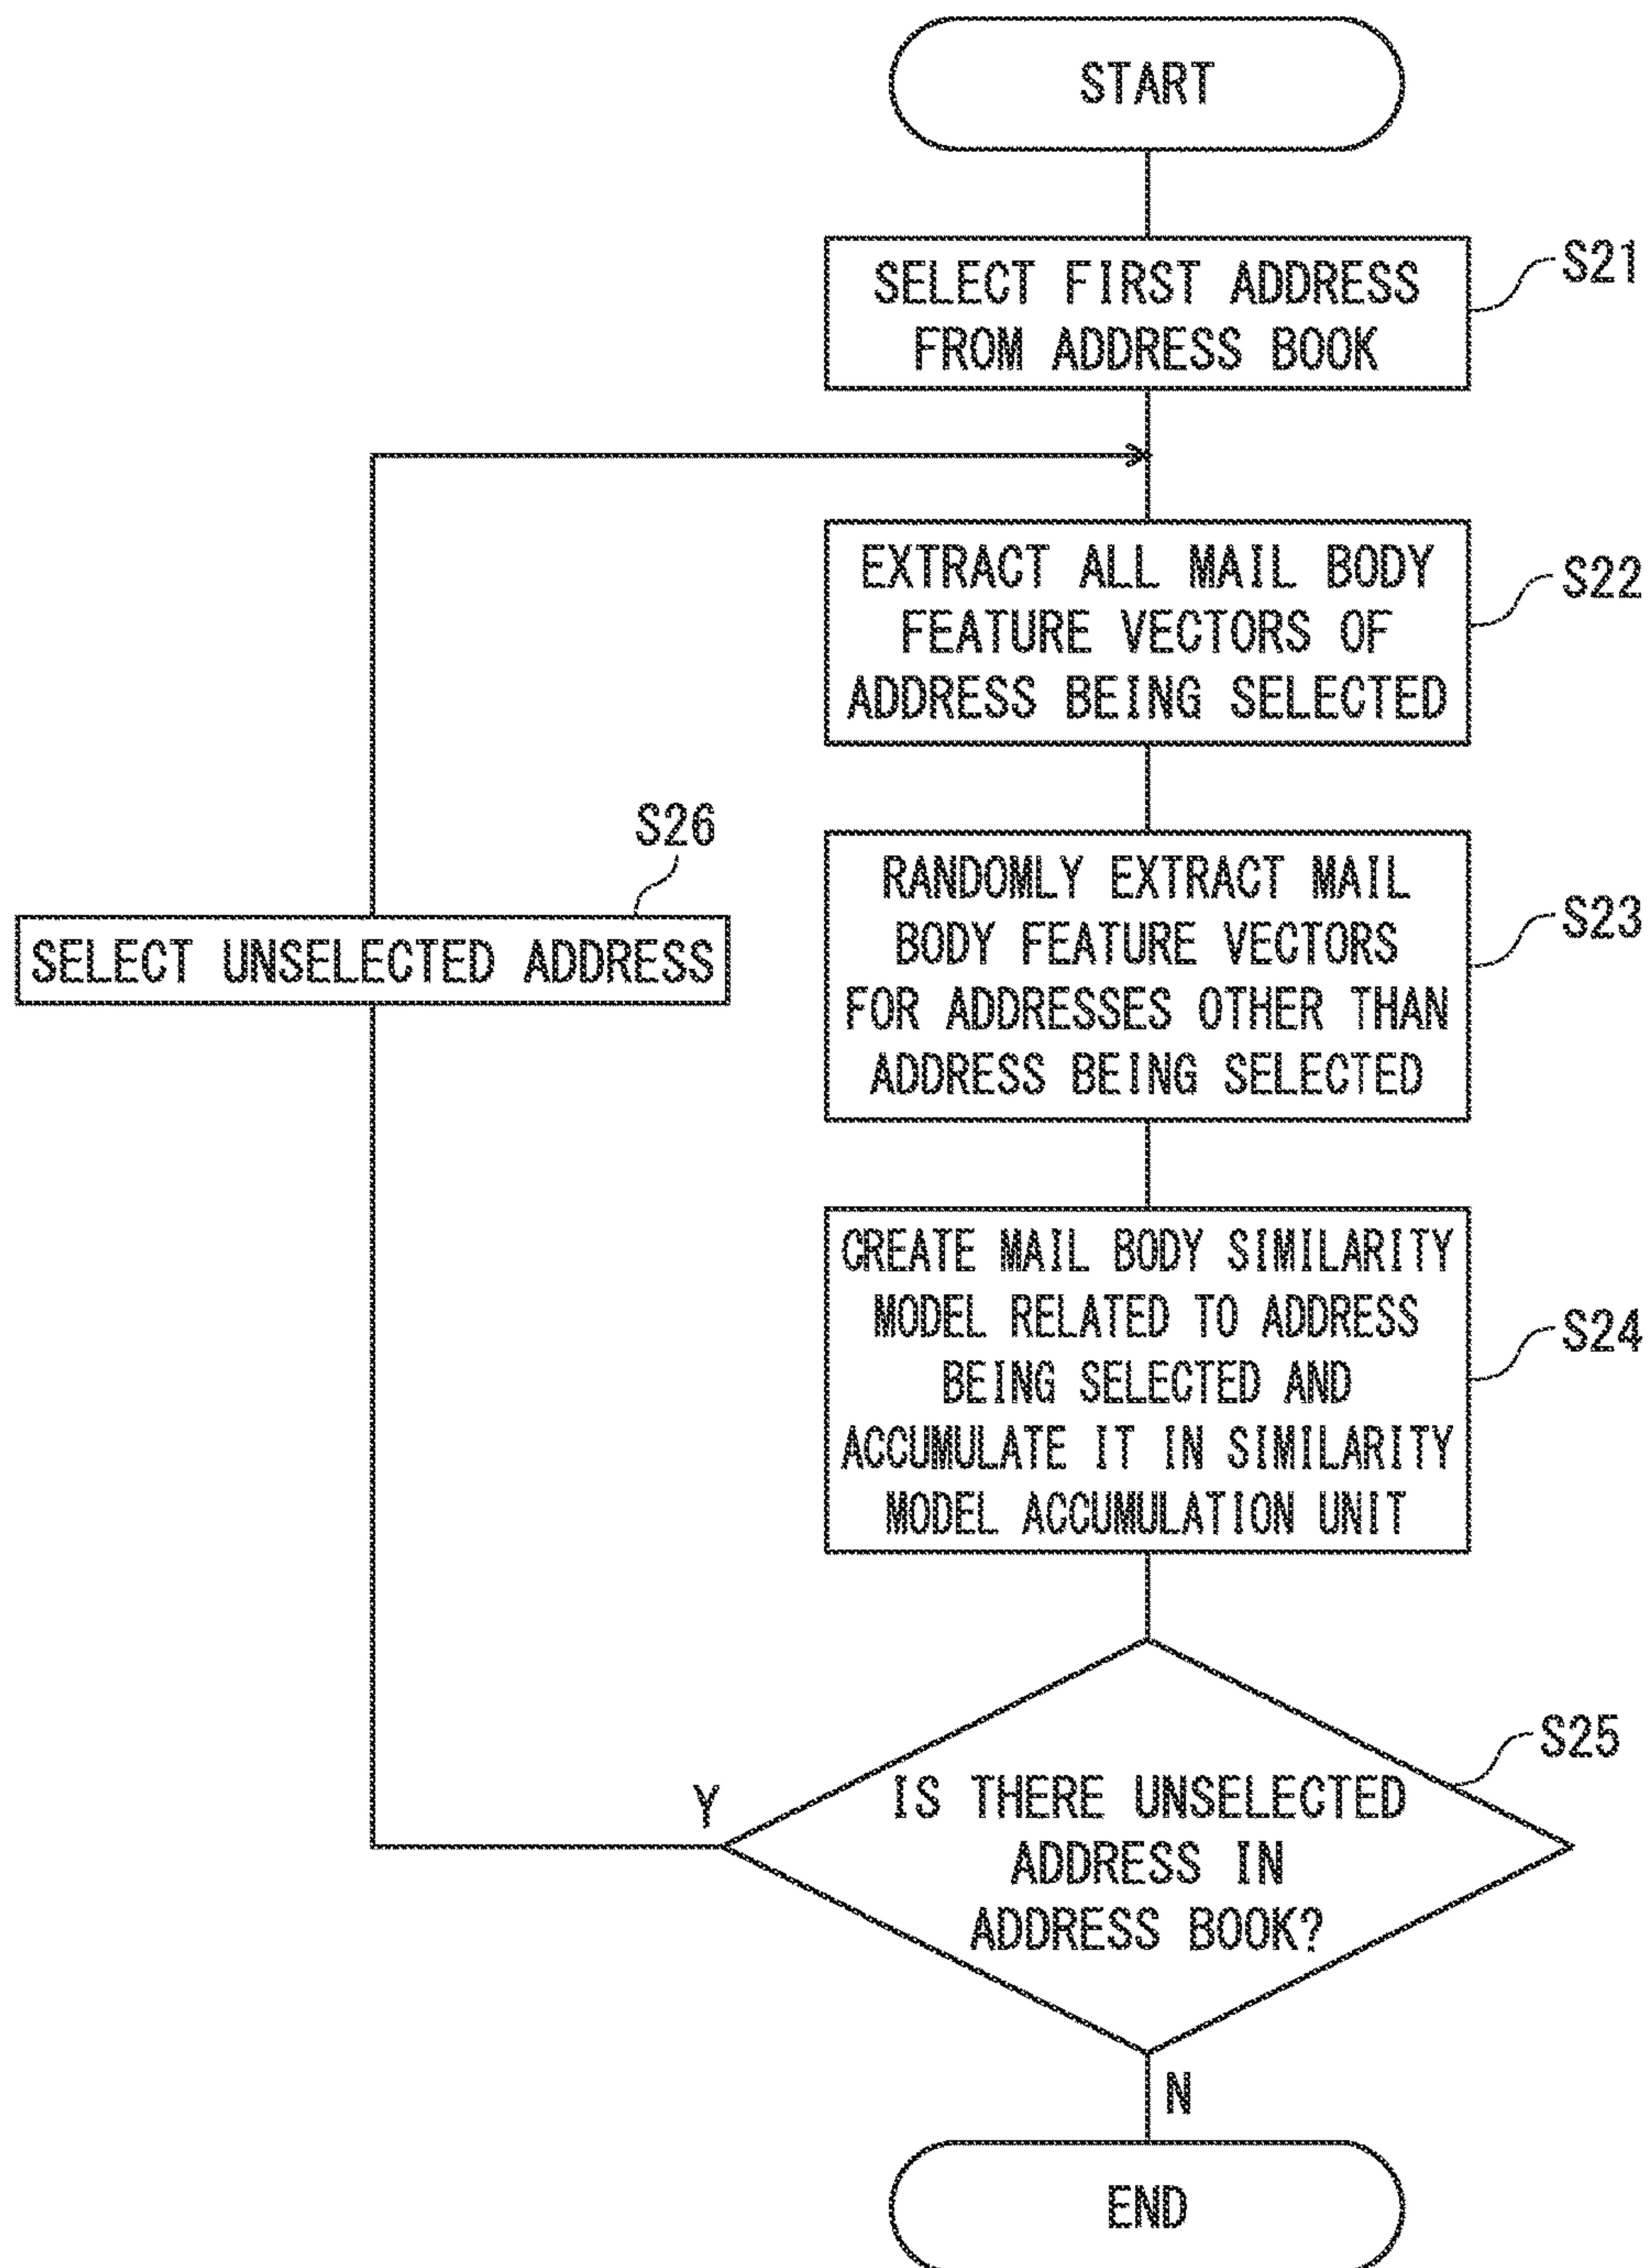 START
SELECT FIRST ADDRESS
FROM ADDRESS BOOK
S21
EXTRACT ALL MAIL BODY
FEATURE VECTORS OF
ADDRESS BEING SELECTED
S22
S26
SELECT UNSELECTED ADDRESS
RANDOMLY EXTRACT MAIL
BODY FEATURE VECTORS
FOR ADDRESSES OTHER THAN
ADDRESS BEING SELECTED
S23
CREATE MAIL BODY SIMILARITY
MODEL RELATED TO ADDRESS
BEING SELECTED AND
ACCUMULATE IT IN SIMILARITY
MODEL ACCUMULATION UNIT
S24
S25
Y
IS THERE UNSELECTED
ADDRESS IN
ADDRESS BOOK?
N
END